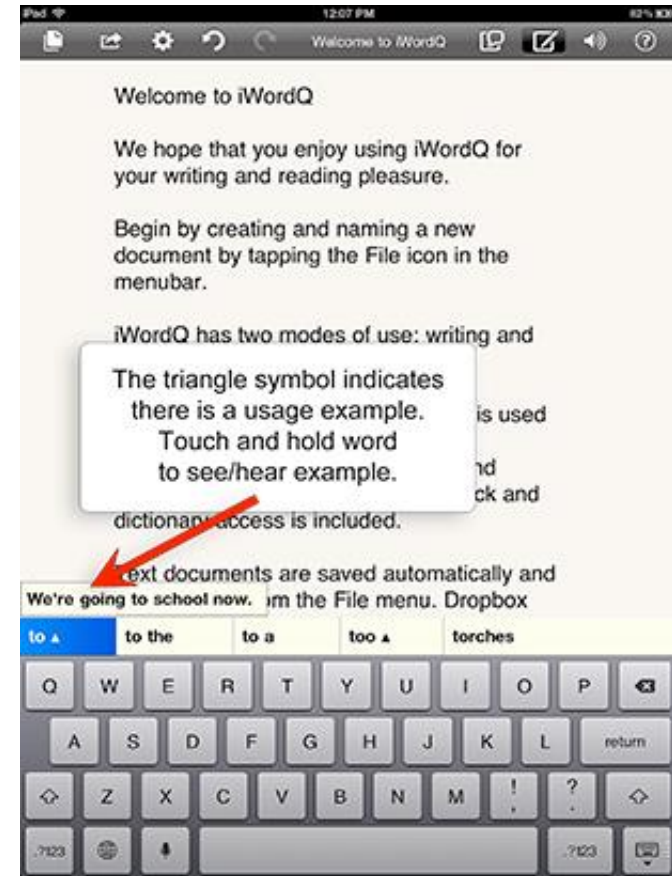 iPad 12:07 PM 82%
Welcome to iWordQ
Welcome to iWordQ
We hope that you enjoy using iWordQ for
your writing and reading pleasure.
Begin by creating and naming a new
document by tapping the File icon in the
menubar.
iWordQ has two modes of use: writing and
The triangle symbol indicates
there is a usage example.
Touch and hold word
to see/hear example.
is used
nd
ck and
dictionary access is included.
Text documents are saved automatically and
We're going to school now. om the File menu. Dropbox
to ▲ to the to a too ▲ torches
Q W E R T Y U I O P
A S D F G H J K L return
Z X C V B N M ! , ? .
.?123 .?123